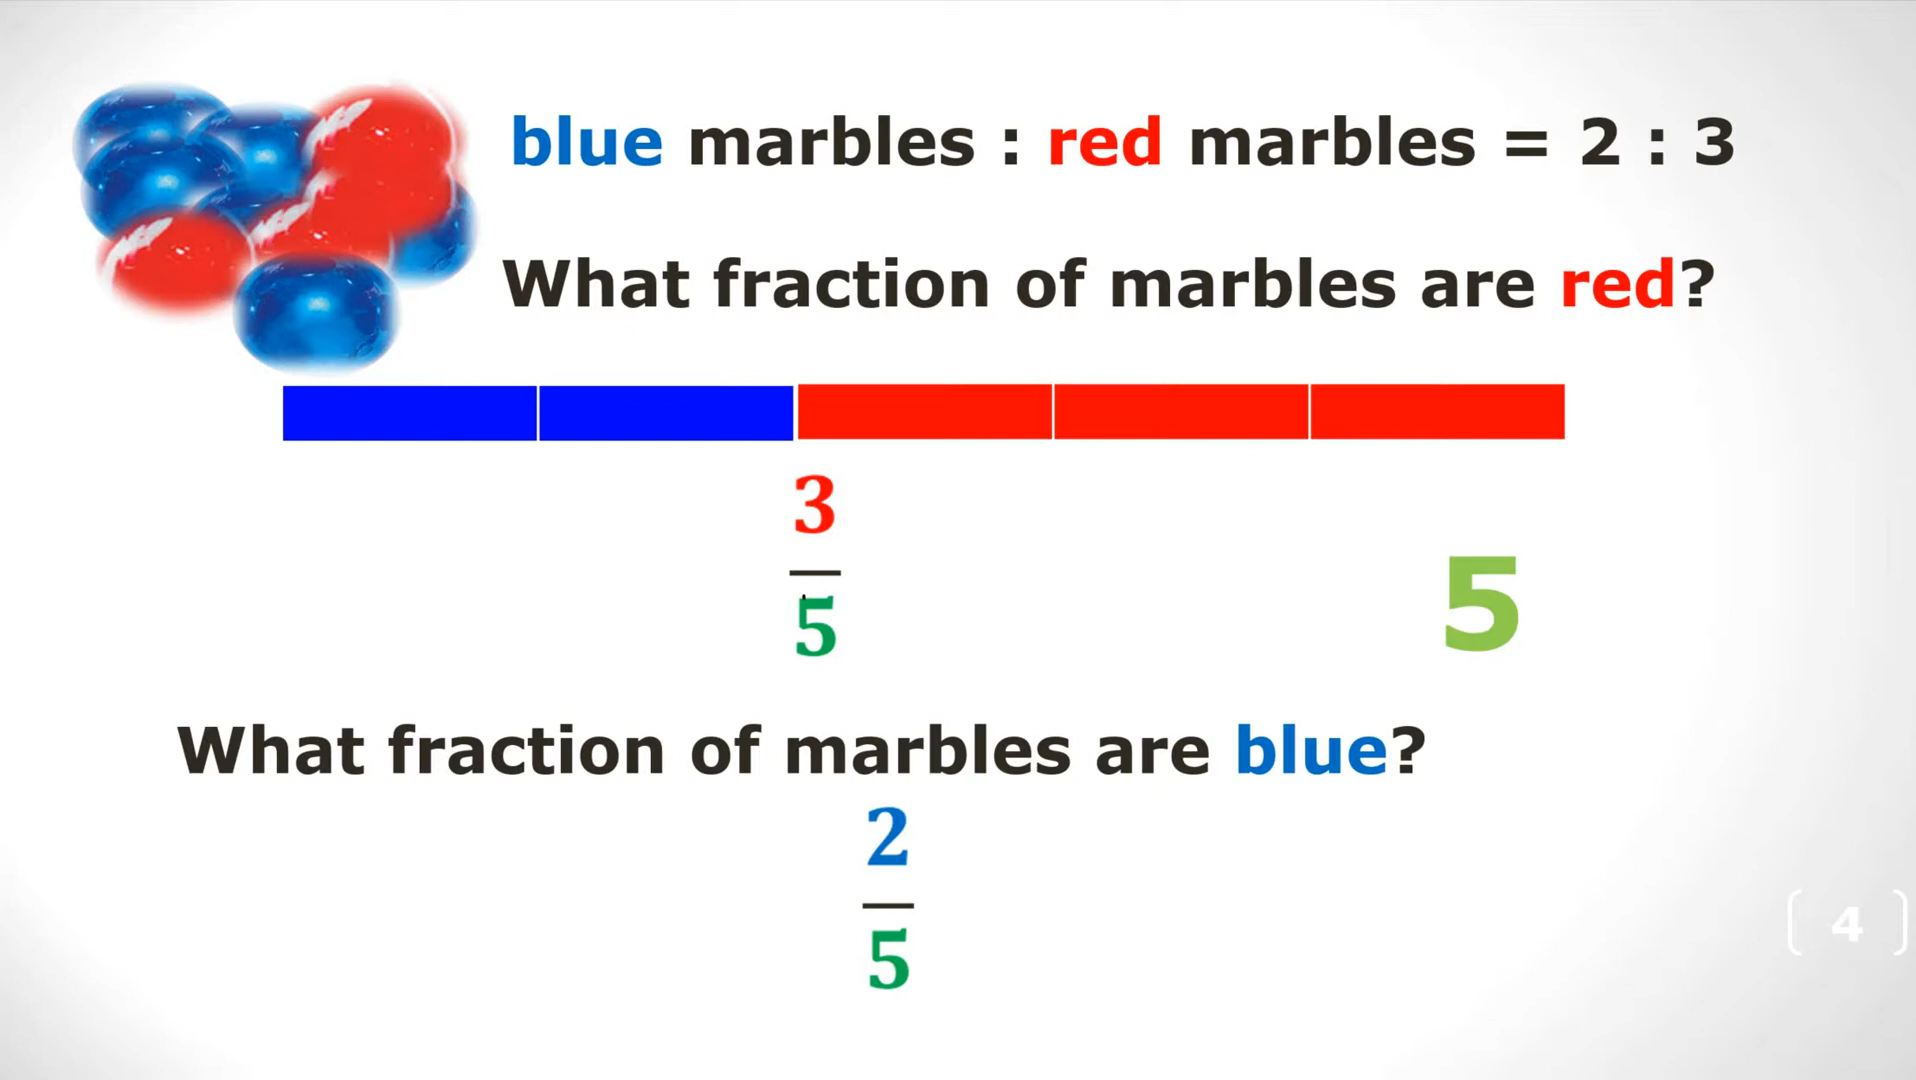 blue marbles : red marbles = 2 : 3
What fraction of marbles are red?
3
5
5
What fraction of marbles are blue?
2
5
4